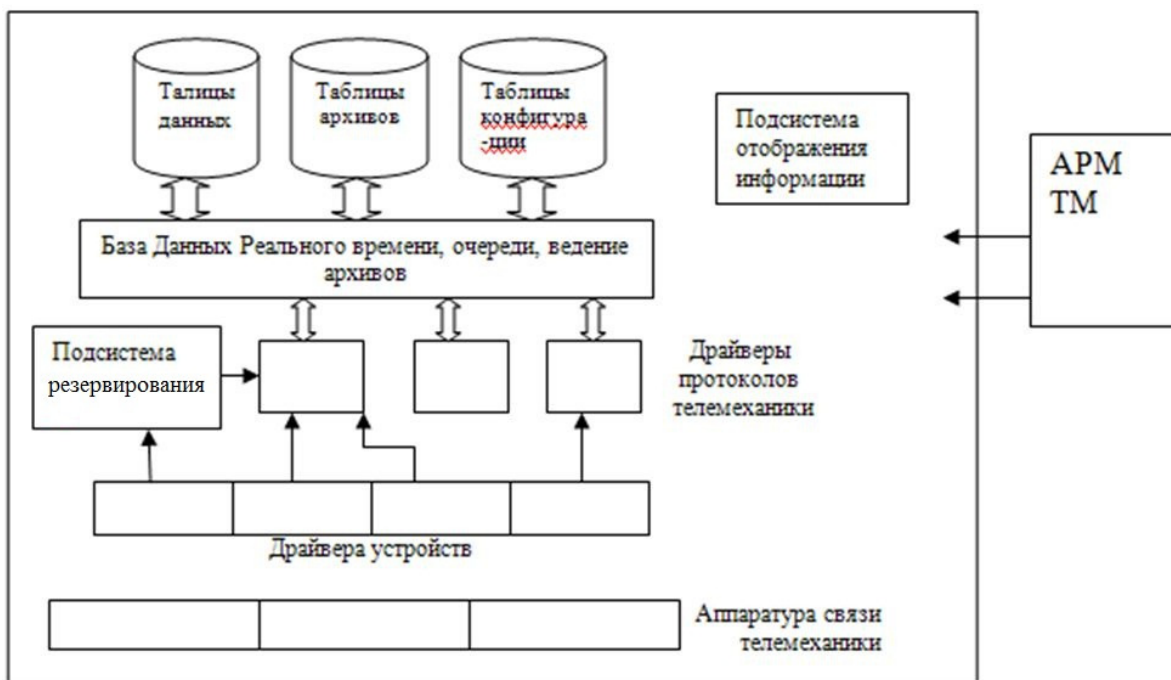 Талицы
данных
Таблицы
архивов
Таблицы
конфигура
-ции
Подсистема
отображения
информации
АРМ
ТМ
База Данных Реального времени, очереди, ведение
архивов
Подсистема
резервирования
Драйверы
протоколов
телемеханики
Драйвера устройств
Аппаратура связи
телемеханики